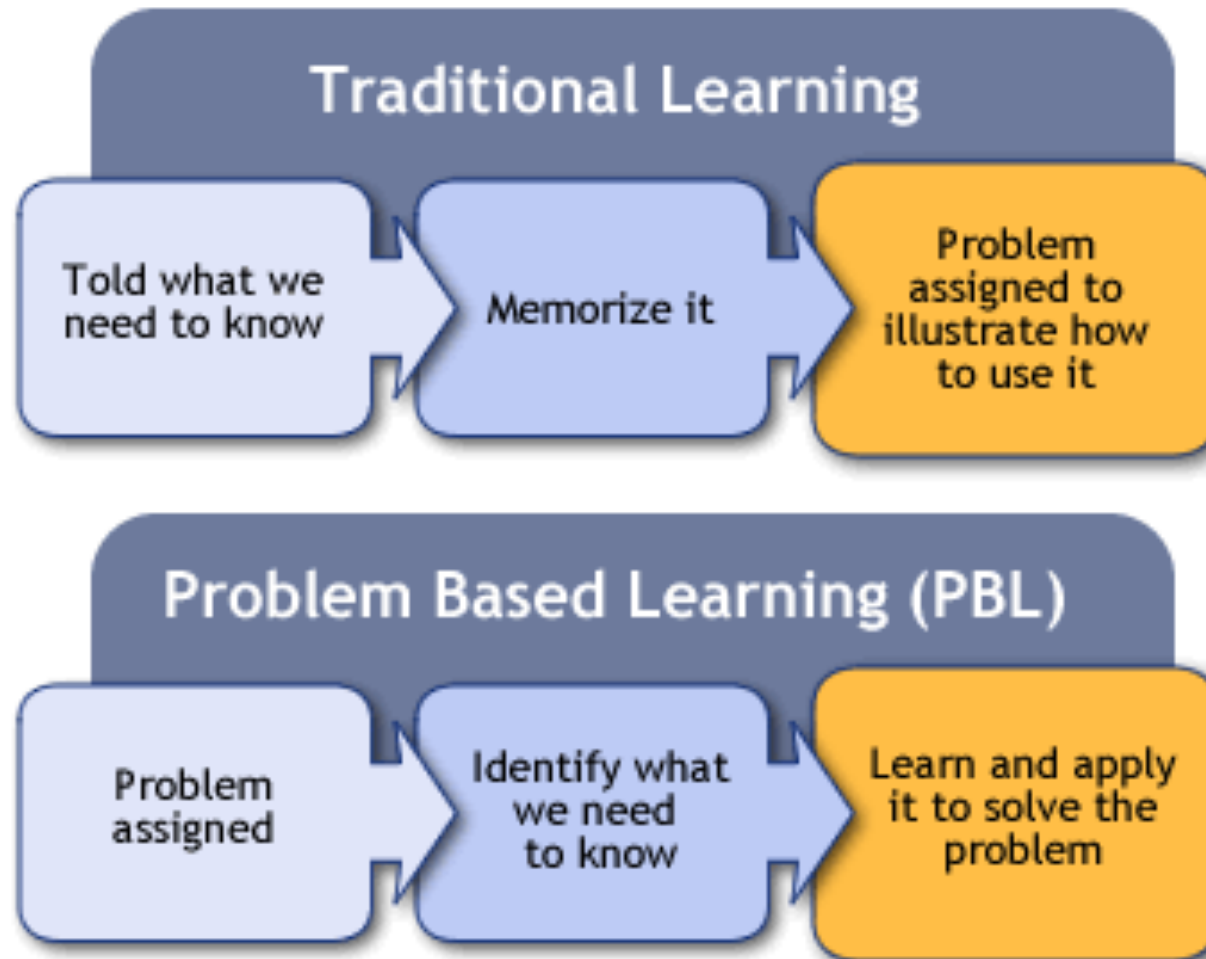 Traditional Learning
Told what we
need to know
Memorize it
Problem
assigned to
illustrate how
to use it
Problem Based Learning (PBL)
Problem
assigned
Identify what
we need
to know
Learn and apply
it to solve the
problem